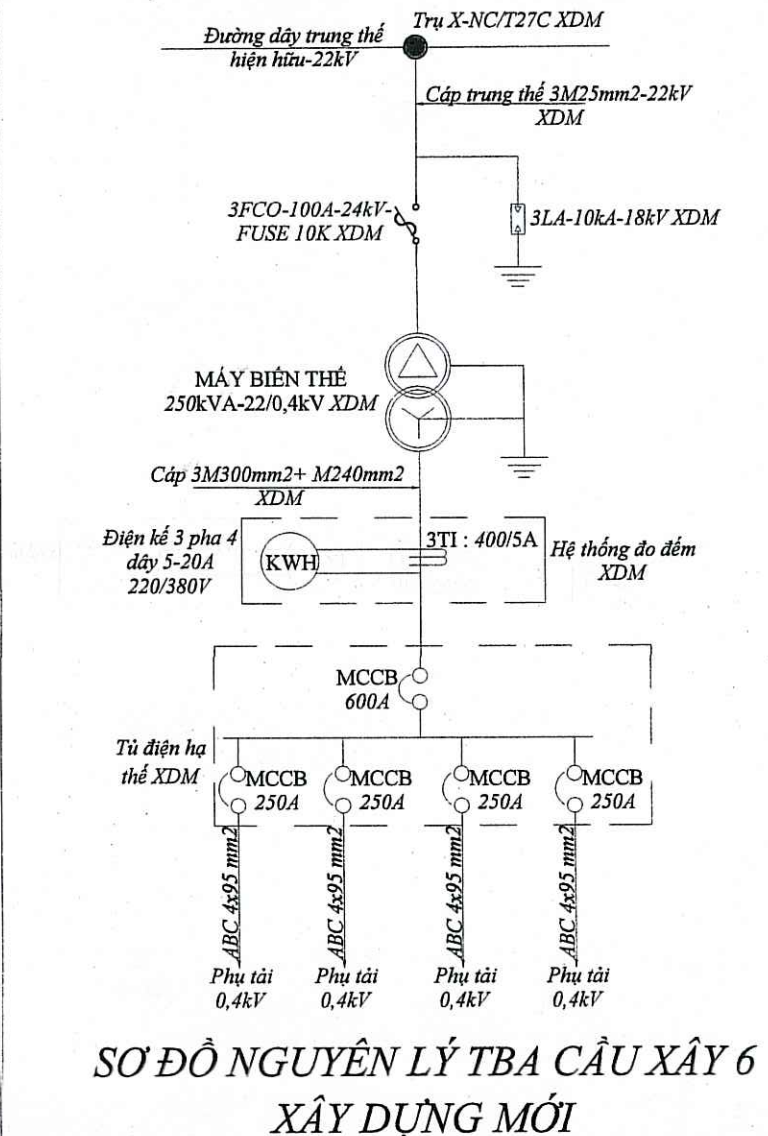 Trụ X-NC/T27C XDM
Đường dây trung thế
hiện hữu-22kV
Cáp trung thế 3M25mm2-22kV
XDM
3FCO-100A-24kV-
FUSE 10K XDM
3LA-10kA-18kV XDM
MÁY BIẾN THẾ
250kVA-22/0,4kV XDM
Cáp 3M300mm2+ M240mm2
XDM
Điện kế 3 pha 4
dây 5-20A
220/380V
KWH
3TI : 400/5A
Hệ thống đo đếm
XDM
MCCB
600A
Tủ điện hạ
thế XDM
MCCB
250A
MCCB
250A
MCCB
250A
MCCB
250A
ABC 4x95 mm2
ABC 4x95 mm2
ABC 4x95 mm2
ABC 4x95 mm2
Phụ tải
0,4kV
Phụ tải
0,4kV
Phụ tải
0,4kV
Phụ tải
0,4kV
SƠ ĐỒ NGUYÊN LÝ TBA CẦU XÂY 6
XÂY DỰNG MỚI